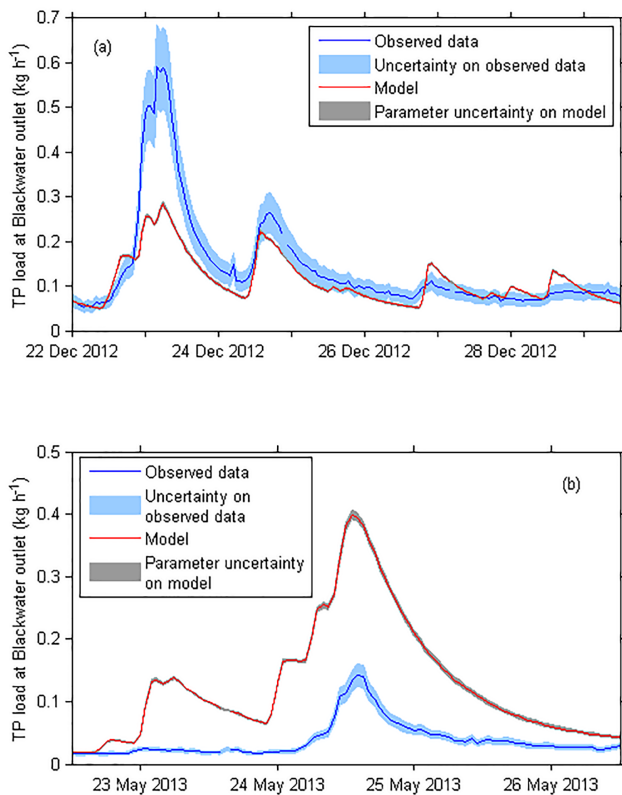 0.7
(a)
Observed data
Uncertainty on observed data
Model
Parameter uncertainty on model
0.6
0.5
0.4
0.3
0.2
0.1
0
TP load at Blackwater outlet (kg h⁻¹)
22 Dec 2012
24 Dec 2012
26 Dec 2012
28 Dec 2012
0.5
Observed data
Uncertainty on
observed data
Model
Parameter uncertainty
on model
(b)
0.4
0.3
0.2
0.1
0
TP load at Blackwater outlet (kg h⁻¹)
23 May 2013
24 May 2013
25 May 2013
26 May 2013